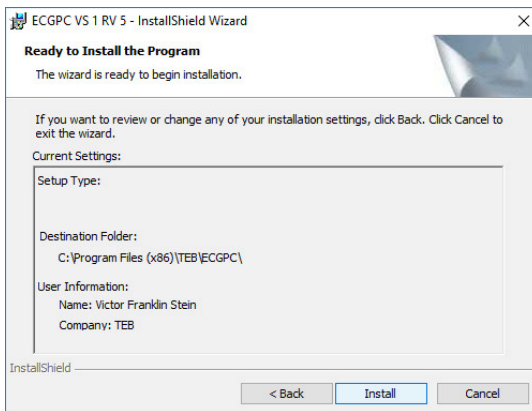 ECGPC VS 1 RV 5 - InstallShield Wizard
Ready to Install the Program
The wizard is ready to begin installation.
If you want to review or change any of your installation settings, click Back. Click Cancel to
exit the wizard.
Current Settings:
Setup Type:
Destination Folder:
C:\Program Files (x86)\TEB\ECGPC\
User Information:
Name: Victor Franklin Stein
Company: TEB
InstallShield
< Back
Install
Cancel